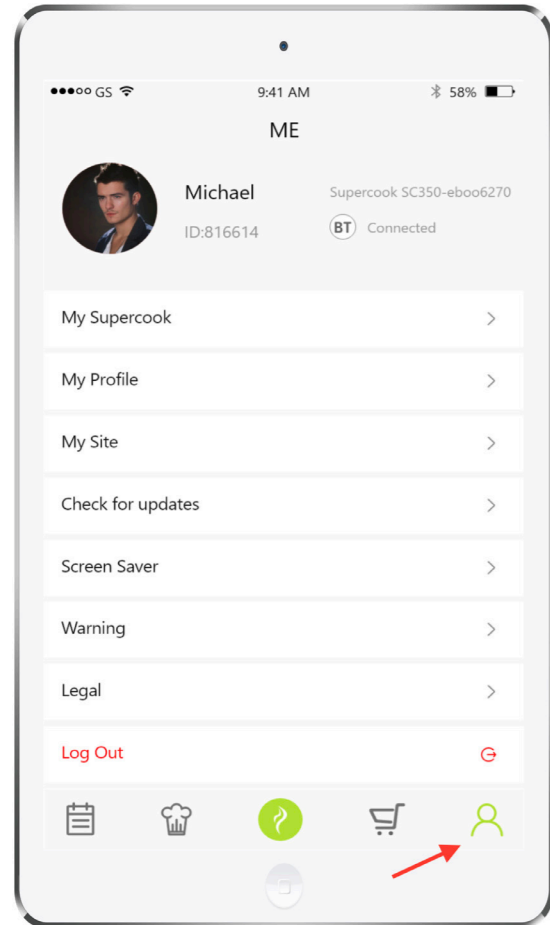 GS 9:41 AM 58%
ME
Michael Supercook SC350-eboo6270
ID:816614 BT Connected
My Supercook
My Profile
My Site
Check for updates
Screen Saver
Warning
Legal
Log Out